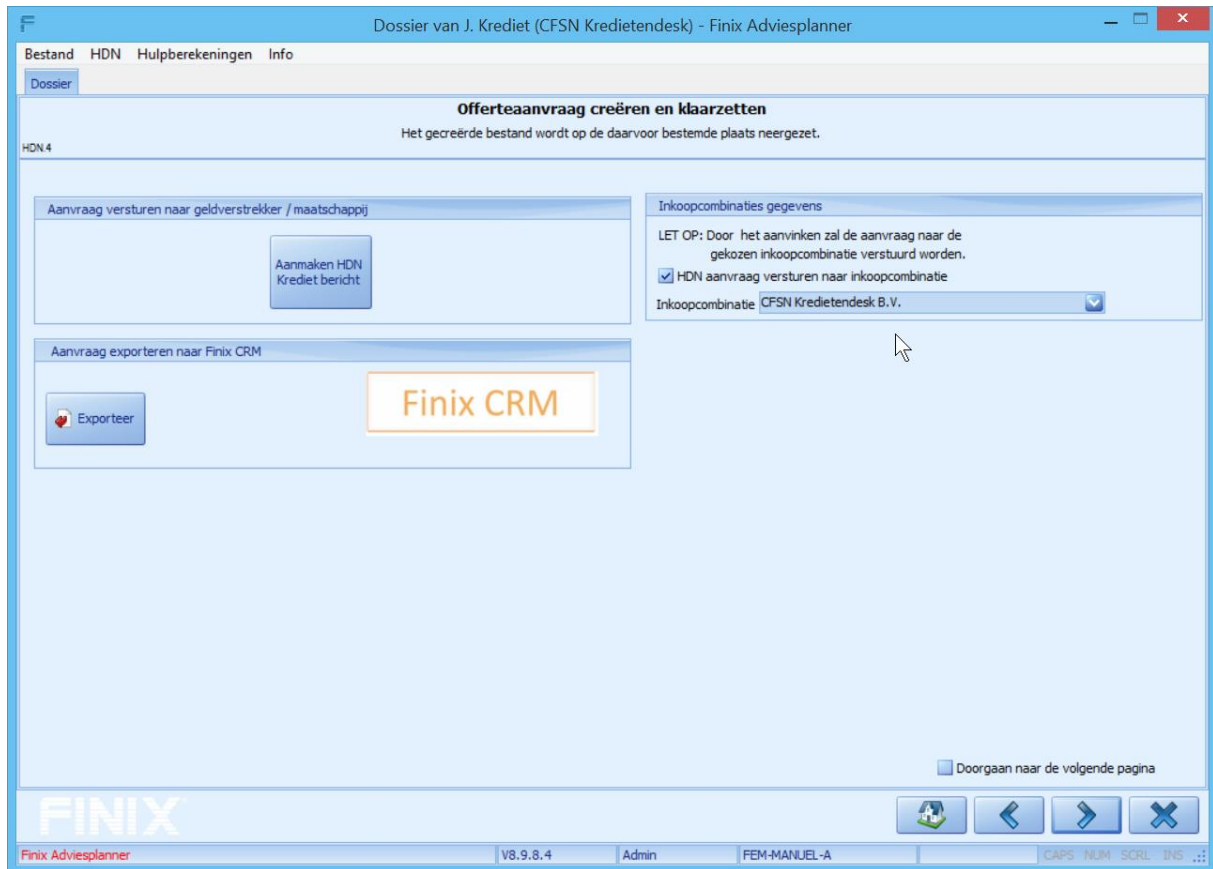 Dossier van J. Krediet (CFSN Kredietendesk) - Finix Adviesplanner
Bestand HDN Hulpberekeningen Info
Dossier
Offerteaanvraag creëren en klaarzetten
Het gecreërde bestand wordt op de daarvoor bestemde plaats neergezet.
HDN.4
Aanvraag versturen naar geldverstrekker / maatschappij
Aanmaken HDN
Krediet bericht
Inkoopcombinaties gegevens
LET OP: Door het aanvinken zal de aanvraag naar de
gekozen inkoopcombinatie verstuurd worden.
HDN aanvraag versturen naar inkoopcombinatie
Inkoopcombinatie CFSN Kredietendesk B.V.
Aanvraag exporteren naar Finix CRM
Exporteer
Finix CRM
Doorgaan naar de volgende pagina
FINIX
Finix Adviesplanner V8.9.8.4 Admin FEM-MANUEL-A CAPS NUM SCRL INS